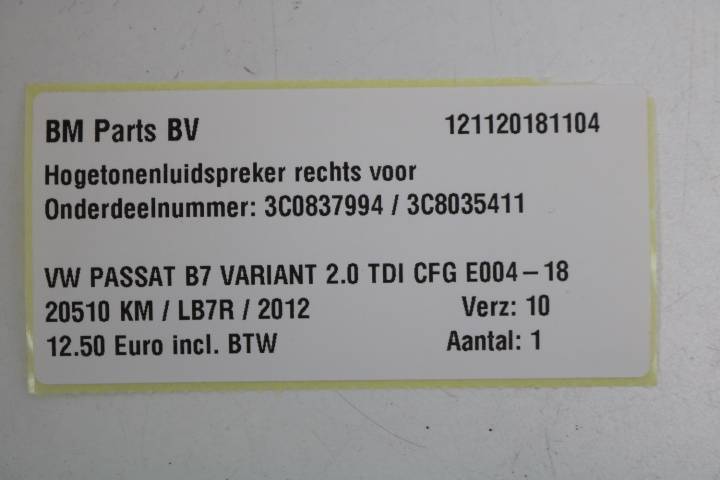 BM Parts BV 121120181104
Hogetonenluidspreker rechts voor
Onderdeelnummer: 3C0837994 / 3C8035411
VW PASSAT B7 VARIANT 2.0 TDI CFG E004-18
20510 KM / LB7R / 2012 Verz: 10
12.50 Euro incl. BTW Aantal: 1